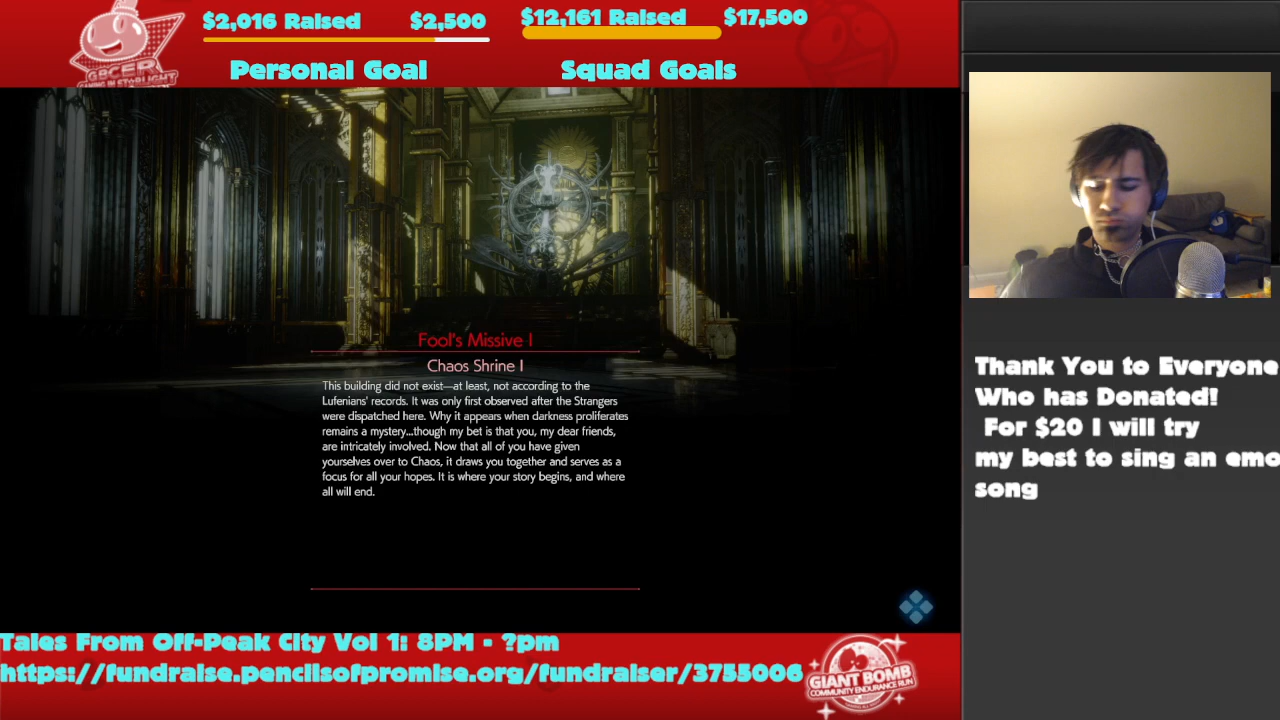 $2,016 Raised
$2,500
$12,161 Raised
$17,500
Personal Goal
Squad Goals
GBCER
GAMING IN STARLIGHT
Fool's Missive I
Chaos Shrine I
This building did not exist—at least, not according to the
Lufenians' records. It was only first observed after the Strangers
were dispatched here. Why it appears when darkness proliferates
remains a mystery...though my bet is that you, my dear friends,
are intricately involved. Now that all of you have given
yourselves over to Chaos, it draws you together and serves as a
focus for all your hopes. It is where your story begins, and where
all will end.
Thank You to Everyone
Who has Donated!
For $20 I will try
my best to sing an emo
song
Tales From Off-Peak City Vol 1: 8PM - ?pm
https://fundraise.pencilsofpromise.org/fundraiser/3755006
GIANT BOMB
COMMUNITY ENDURANCE RUN